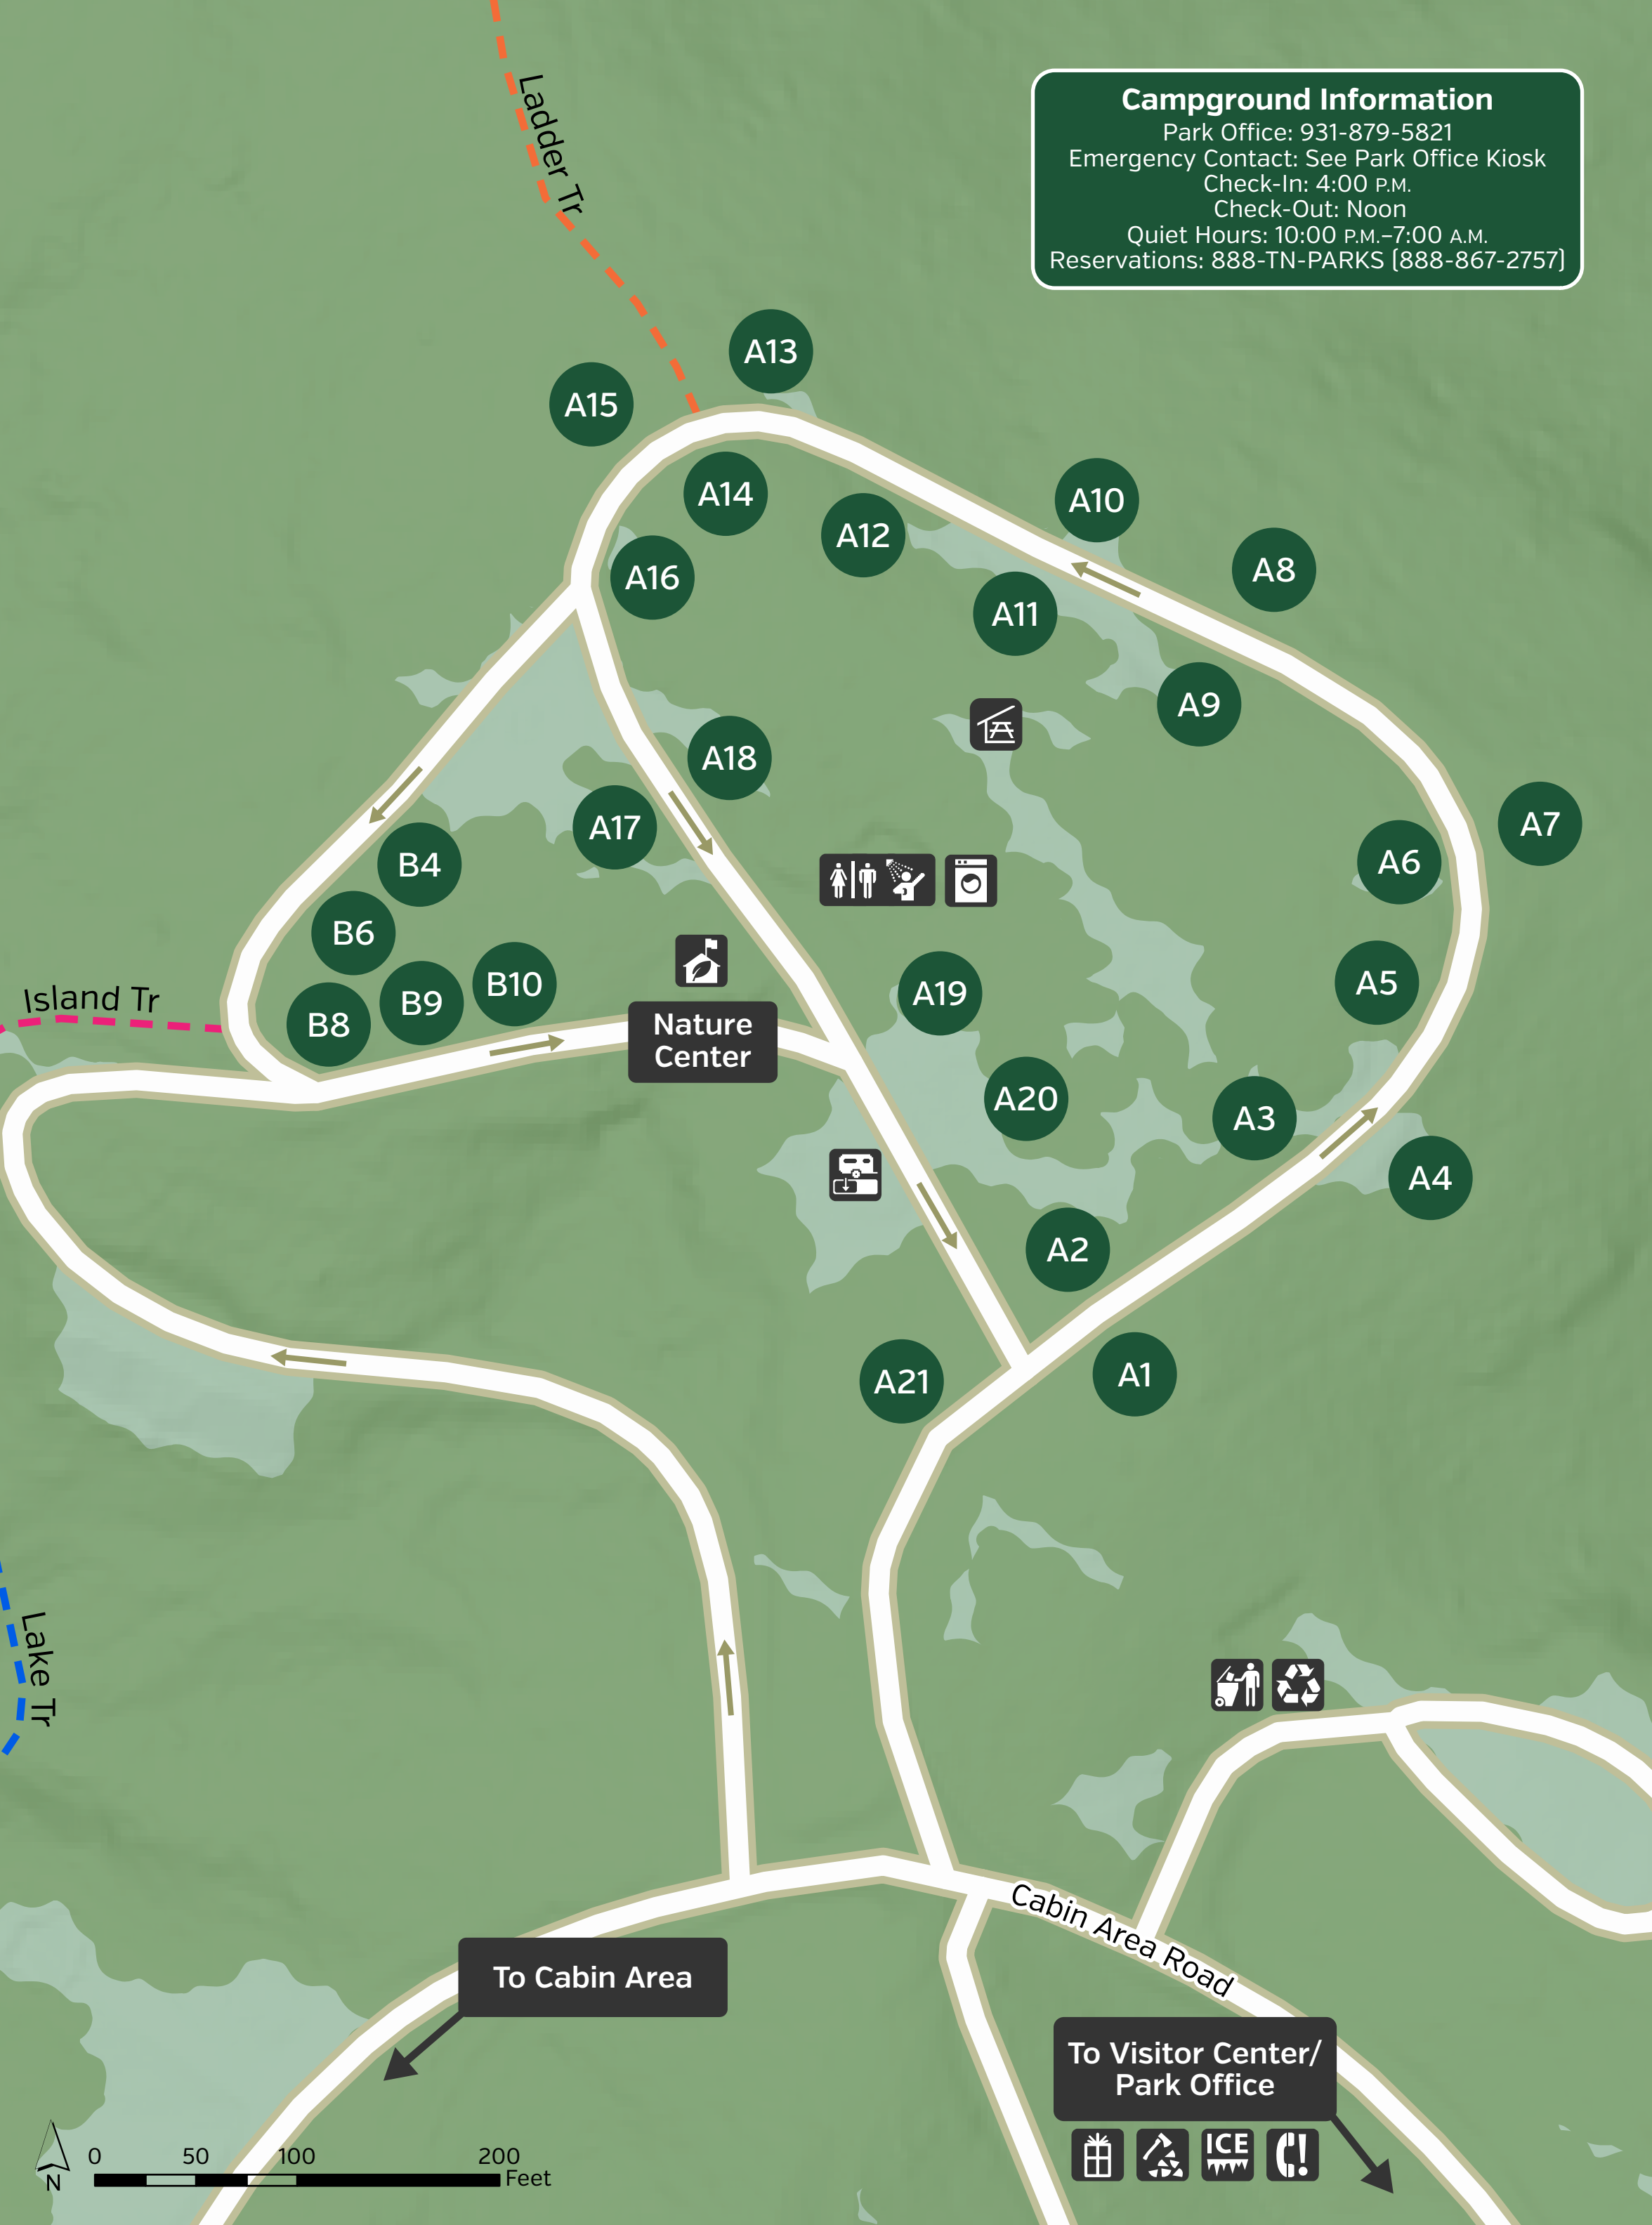 Ladder Tr
Campground Information
Park Office: 931-879-5821
Emergency Contact: See Park Office Kiosk
Check-In: 4:00 P.M.
Check-Out: Noon
Quiet Hours: 10:00 P.M.–7:00 A.M.
Reservations: 888-TN-PARKS (888-867-2757)
A13
A15
A14
A10
A12
A8
A16
A11
A9
A18
A7
A17
B4
A6
B6
B10
A19
A5
Island Tr
B9
B8
Nature
Center
A20
A3
A4
A2
A21
A1
Lake Tr
Cabin Area Road
To Cabin Area
To Visitor Center/
Park Office
ICE
N
0 50 100 200
Feet